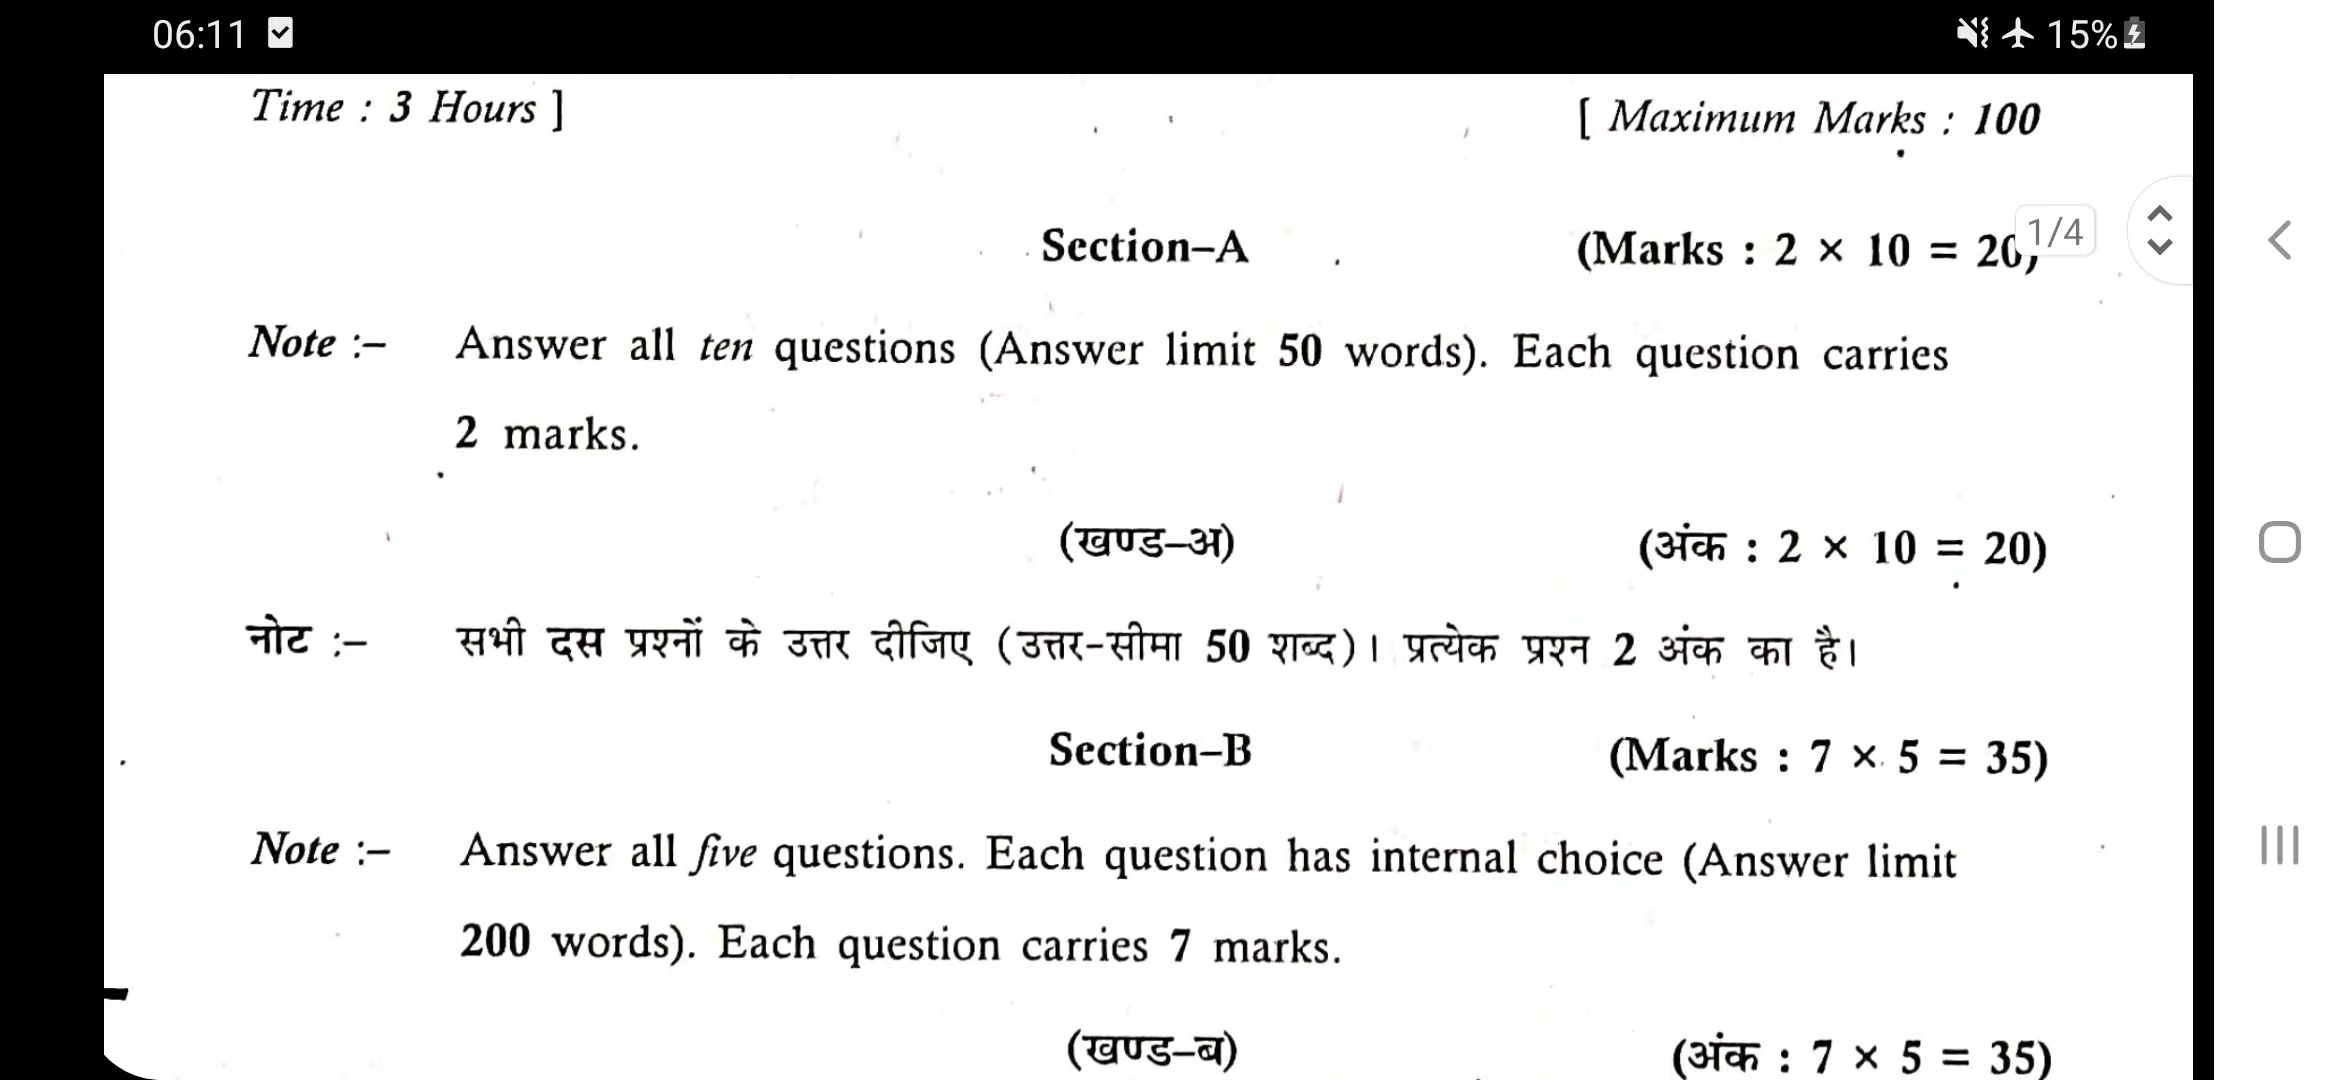 06:11 15%
Time : 3 Hours ] [ Maximum Marks : 100
1/4
Section–A (Marks : 2 × 10 = 20)
Note :– Answer all ten questions (Answer limit 50 words). Each question carries
2 marks.
(खण्ड–अ) (अंक : 2 × 10 = 20)
नोट :– सभी दस प्रश्नों के उत्तर दीजिए (उत्तर-सीमा 50 शब्द)। प्रत्येक प्रश्न 2 अंक का है।
Section–B (Marks : 7 × 5 = 35)
Note :– Answer all five questions. Each question has internal choice (Answer limit
200 words). Each question carries 7 marks.
(खण्ड–ब) (अंक : 7 × 5 = 35)